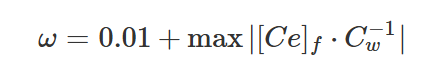 ω = 0.01 + max |[Ce]_f · C_w^{-1}|